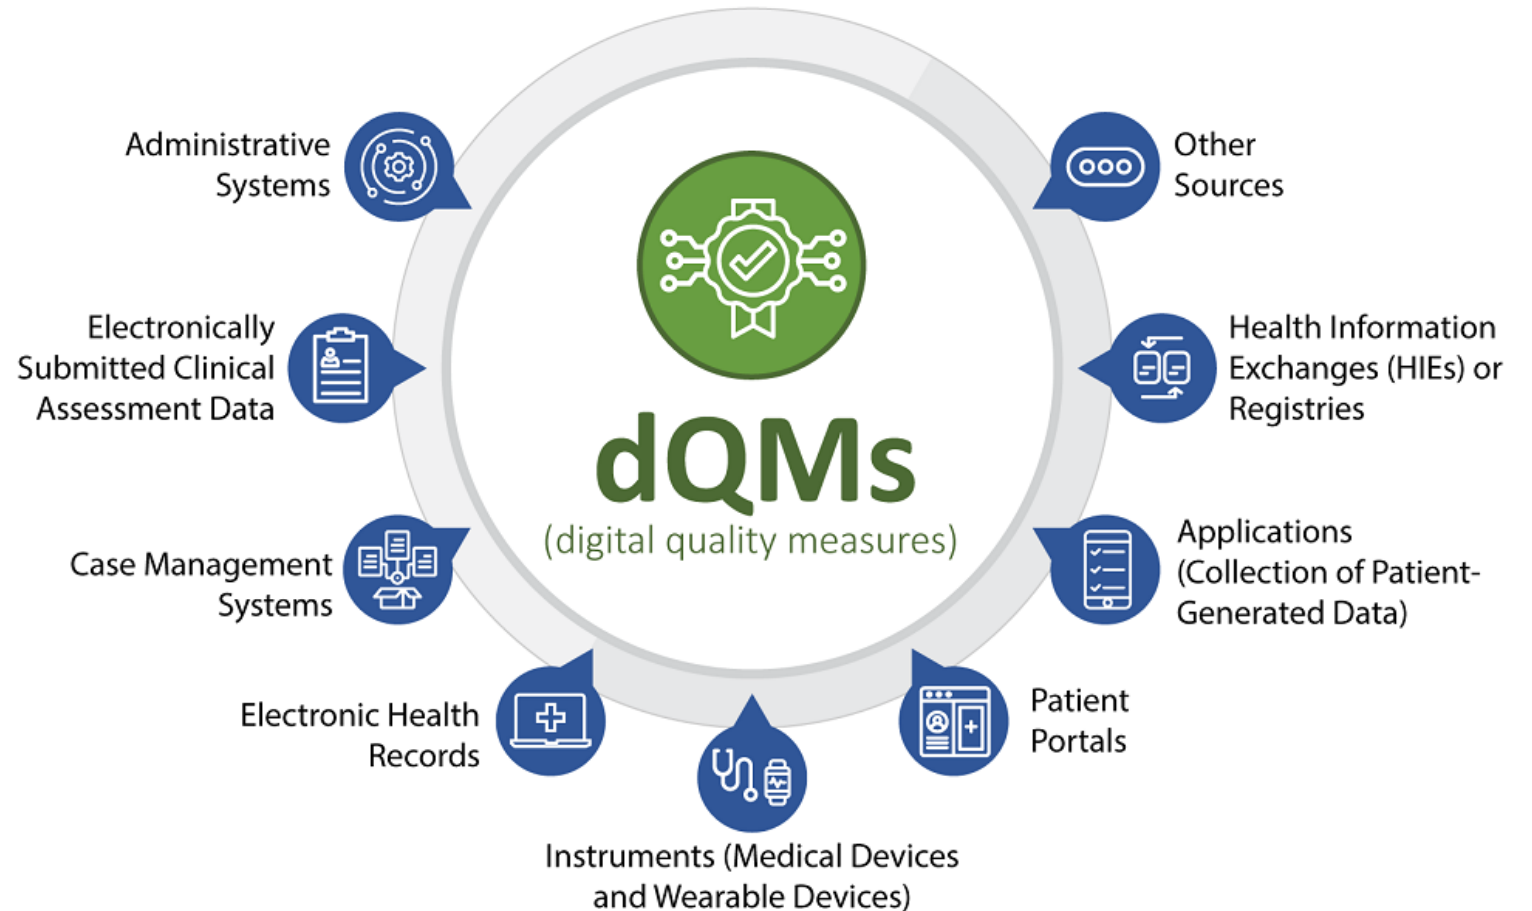 Administrative
Systems
Electronically
Submitted Clinical
Assessment Data
Case Management
Systems
Electronic Health
Records
Instruments (Medical Devices
and Wearable Devices)
Patient
Portals
Applications
(Collection of Patient-
Generated Data)
Health Information
Exchanges (HIEs) or
Registries
Other
Sources
dQMs
(digital quality measures)